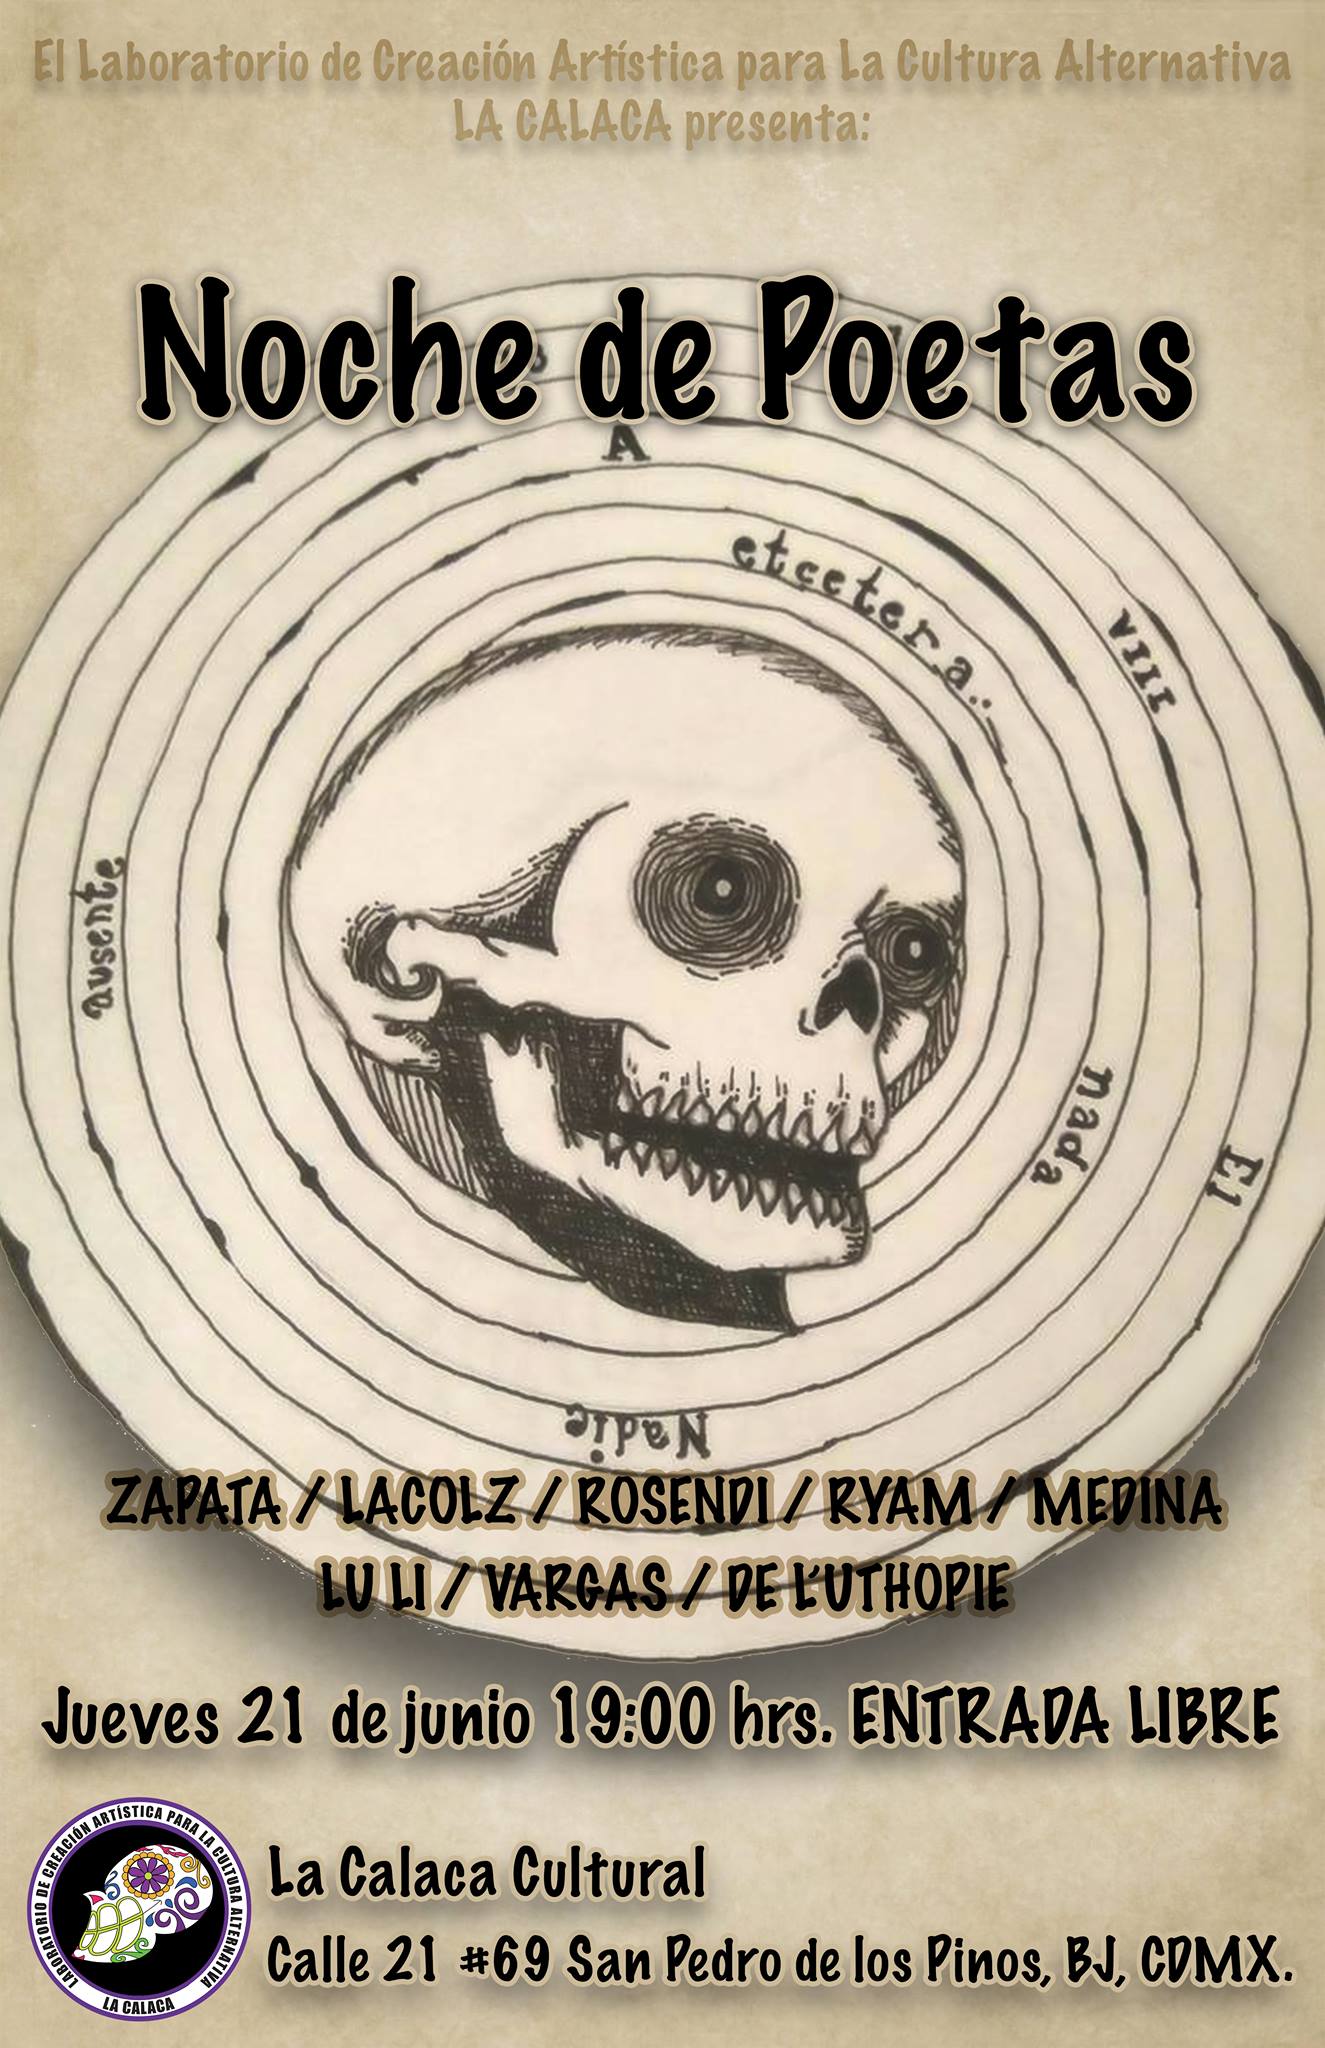 El Laboratorio de Creación Artística para La Cultura Alternativa
LA CALACA presenta:
Noche de Poetas
A
etcetera...
VIII
ausente
nada
El
Nadie
ZAPATA / LACOLZ / ROSENDI / RYAM / MEDINA
LU LI / VARGAS / DE L'UTHOPIE
Jueves 21 de junio 19:00 hrs. ENTRADA LIBRE
LABORATORIO DE CREACIÓN ARTÍSTICA PARA LA CULTURA ALTERNATIVA
LA CALACA
La Calaca Cultural
Calle 21 #69 San Pedro de los Pinos, BJ, CDMX.